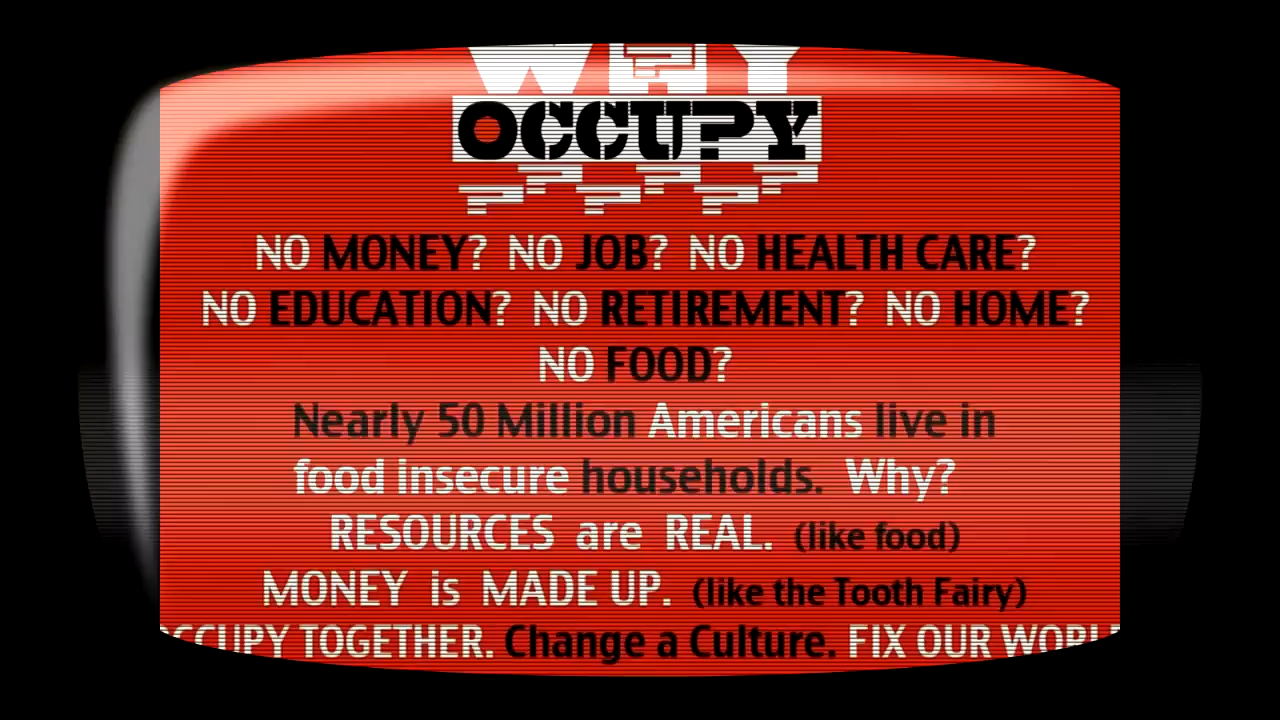 WHY
OCCUPY
NO MONEY? NO JOB? NO HEALTH CARE?
NO EDUCATION? NO RETIREMENT? NO HOME?
NO FOOD?
Nearly 50 Million Americans live in
food insecure households. Why?
RESOURCES are REAL. (like food)
MONEY is MADE UP. (like the Tooth Fairy)
OCCUPY TOGETHER. Change a Culture. FIX OUR